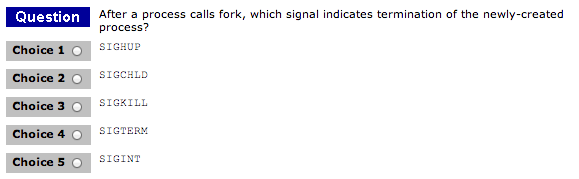 Question After a process calls fork, which signal indicates termination of the newly-created
process?
Choice 1 SIGHUP
Choice 2 SIGCHLD
Choice 3 SIGKILL
Choice 4 SIGTERM
Choice 5 SIGINT